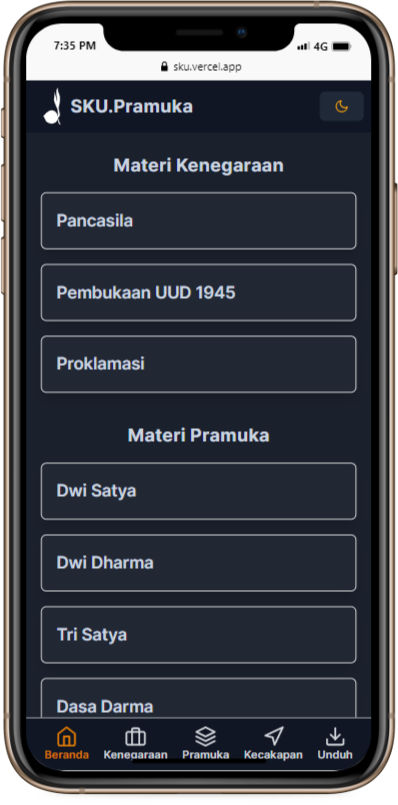 7:35 PM
4G
sku.vercel.app
SKU.Pramuka
Materi Kenegaraan
Pancasila
Pembukaan UUD 1945
Proklamasi
Materi Pramuka
Dwi Satya
Dwi Dharma
Tri Satya
Dasa Darma
Beranda
Kenegaraan
Pramuka
Kecakapan
Unduh